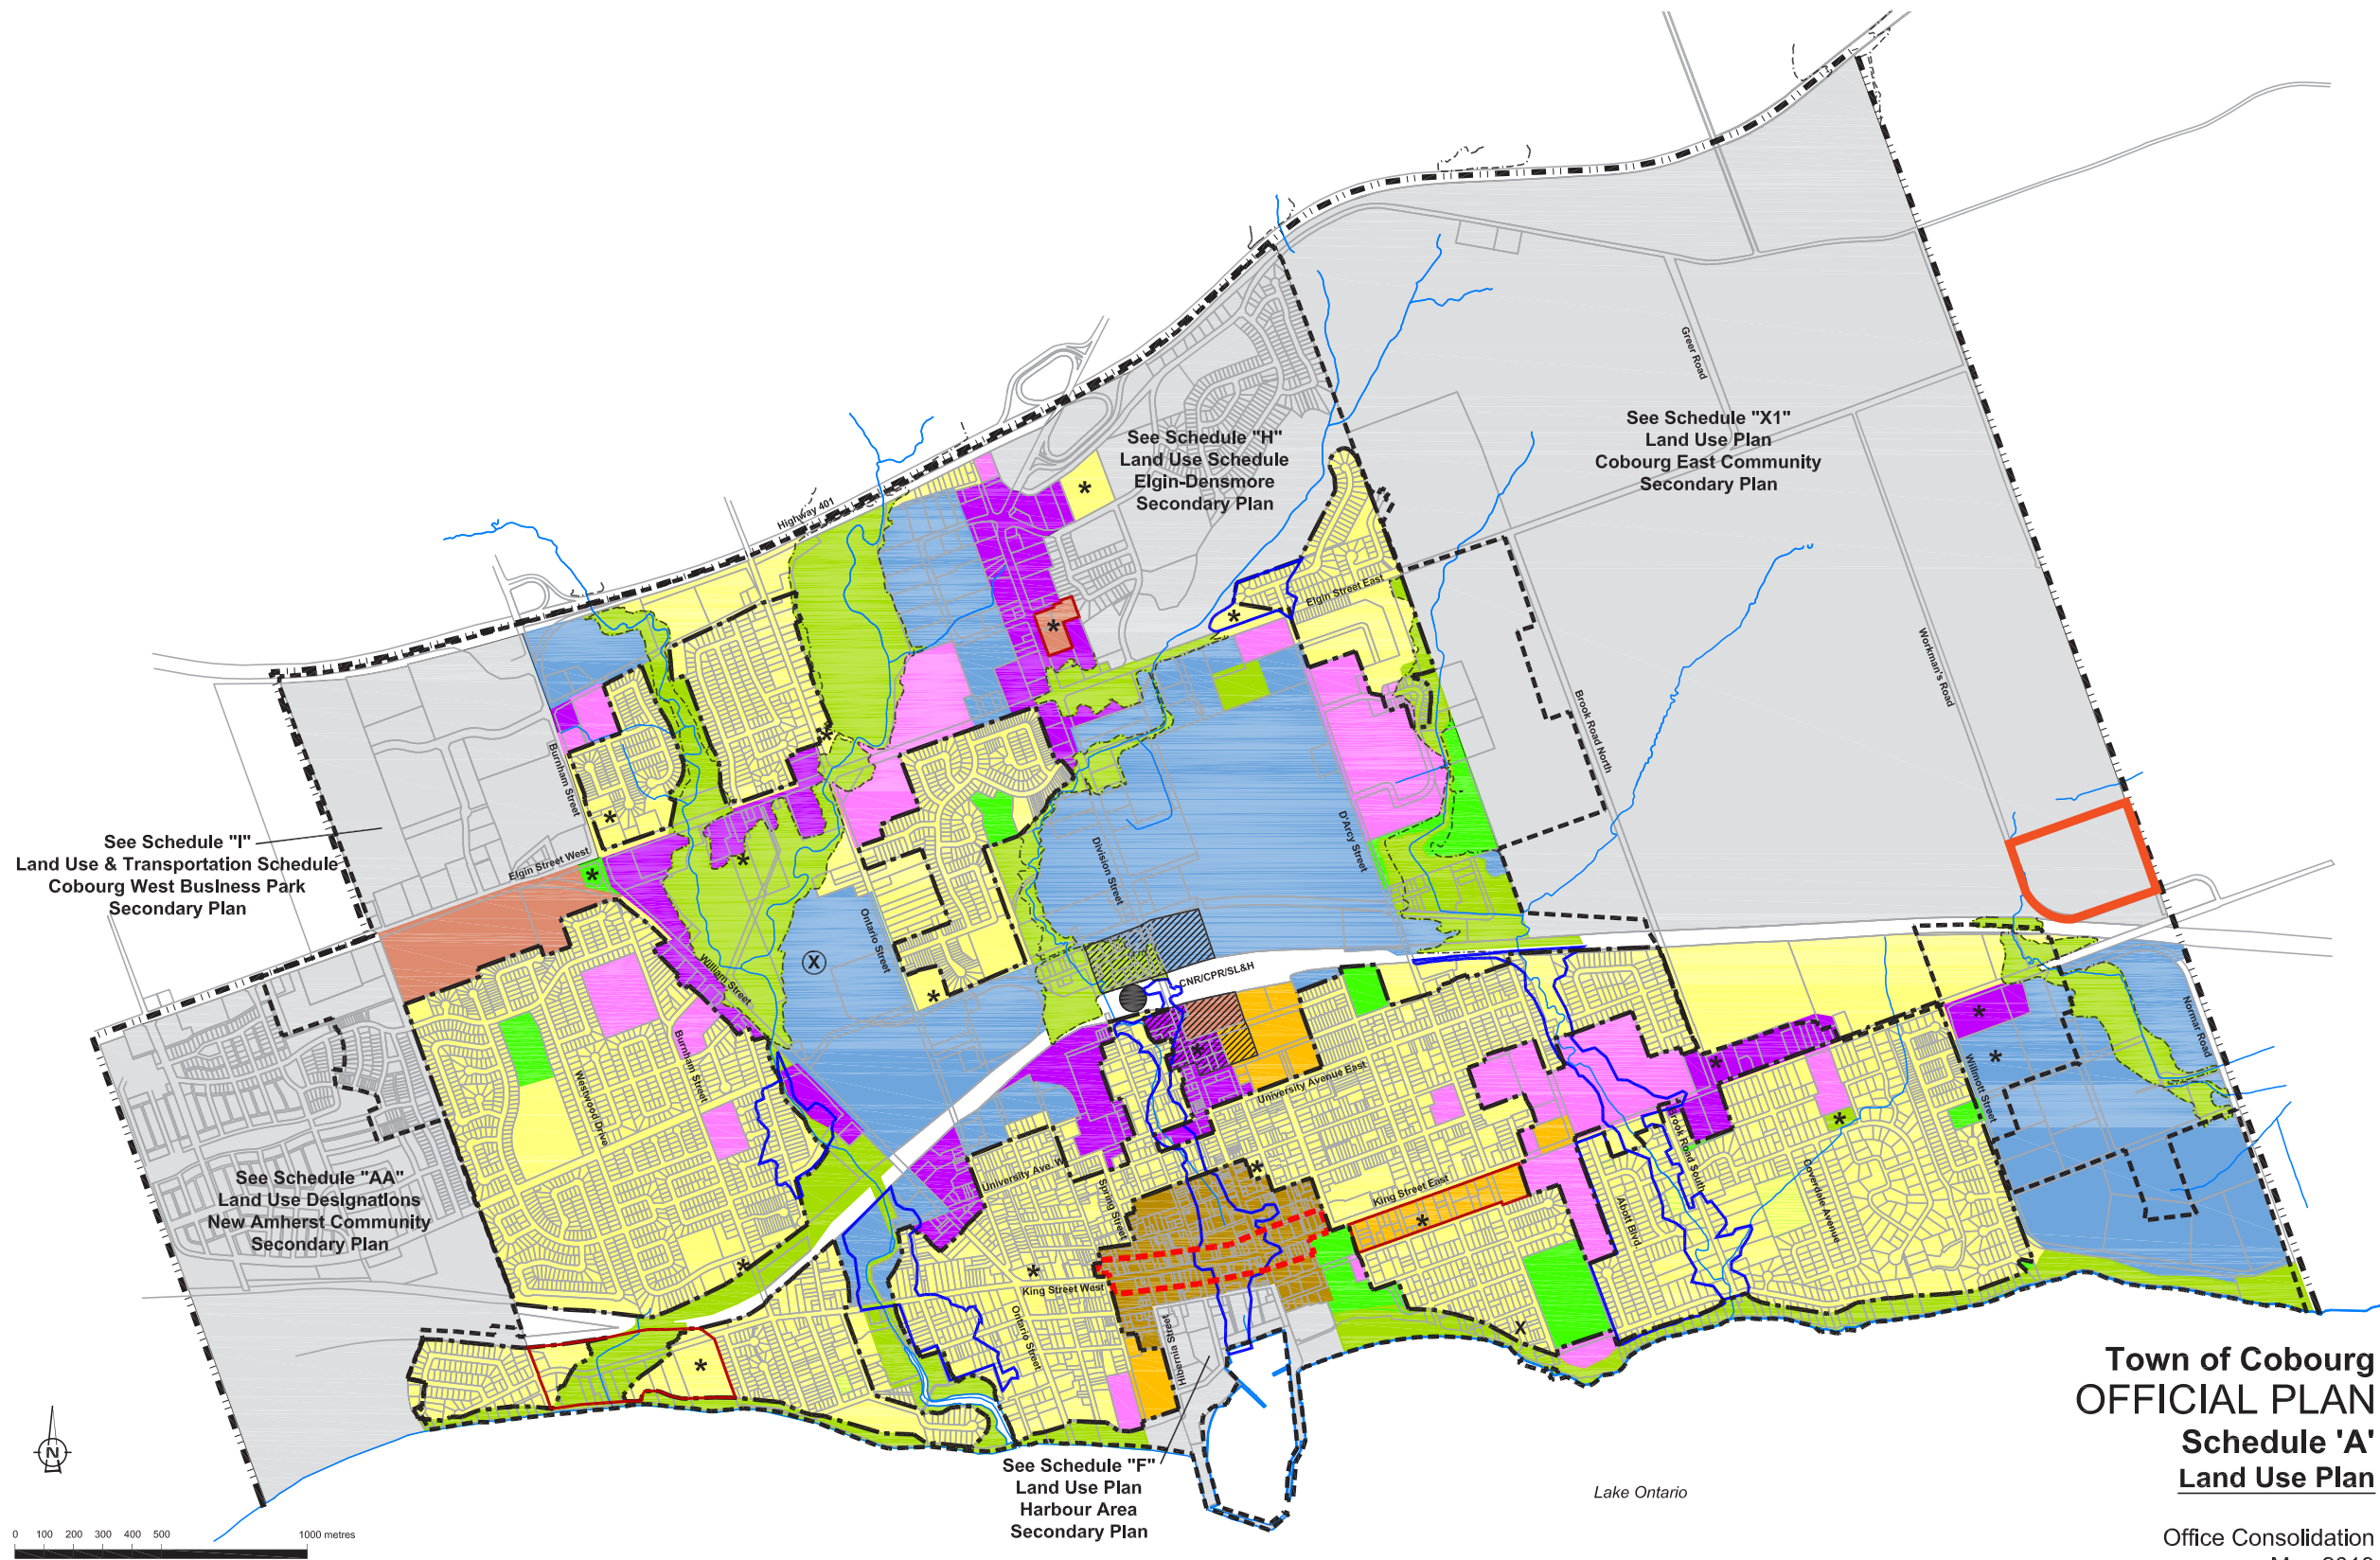 Highway 401
See Schedule "H"
Land Use Schedule
Elgin-Densmore
Secondary Plan
See Schedule "X1"
Land Use Plan
Cobourg East Community
Secondary Plan
Greer Road
*
*
*
Elgin Street East
Workman's Road
Brook Road North
Burnham Street
*
*
*
See Schedule "I"
Land Use & Transportation Schedule
Cobourg West Business Park
Secondary Plan
Elgin Street West
*
Division Street
D'Arcy Street
Ontario Street
X
William Street
*
CNR/CPR/SL&H
Normar Road
*
*
*
*
Willmott Street
Westwood Drive
Burnham Street
University Avenue East
*
See Schedule "AA"
Land Use Designations
New Amherst Community
Secondary Plan
University Ave. W
Spring Street
*
King Street East
*
Abott Blvd.
Brook Road South
Coverdale Avenue
*
*
King Street West
Ontario Street
Hibernia Street
X
*
Town of Cobourg
OFFICIAL PLAN
Schedule 'A'
Land Use Plan
N
See Schedule "F"
Land Use Plan
Harbour Area
Secondary Plan
Lake Ontario
0 100 200 300 400 500 1000 metres
Office Consolidation